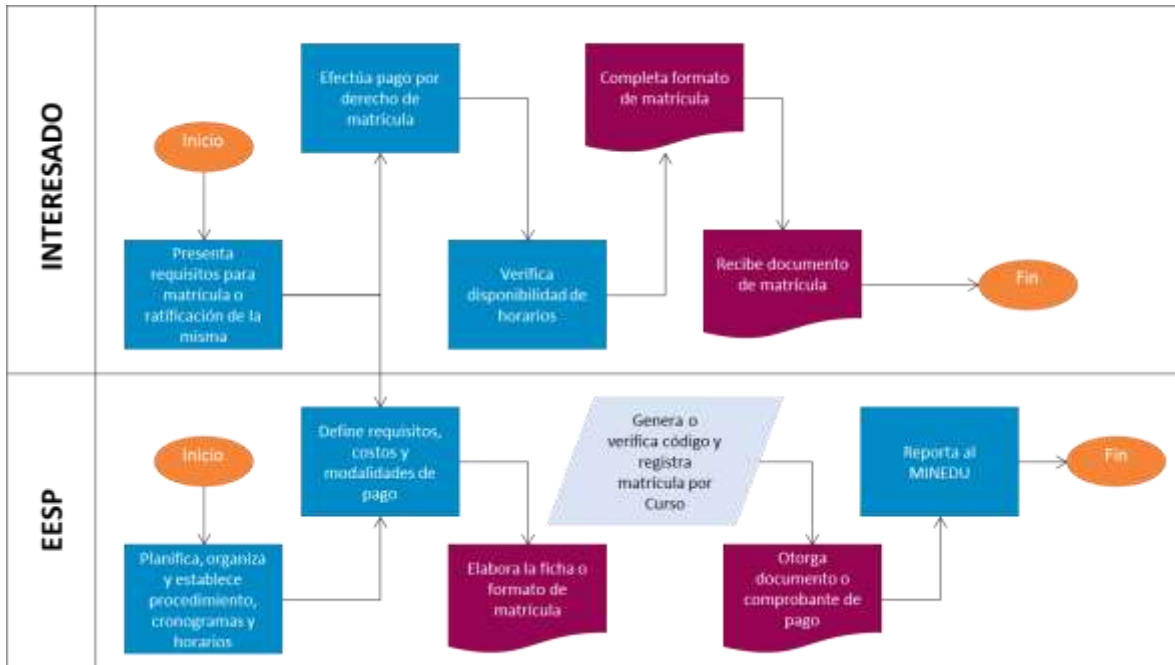 INTERESADO
Inicio
Presenta
requisitos para
matrícula o
ratificación de la
misma
Efectúa pago por
derecho de
matrícula
Verifica
disponibilidad de
horarios
Completa formato
de matrícula
Recibe documento
de matrícula
Fin
EESP
Inicio
Planifica, organiza
y establece
procedimiento,
cronogramas y
horarios
Define requisitos,
costos y
modalidades de
pago
Elabora la ficha o
formato de
matrícula
Genera o
verifica código y
registra
matrícula por
Curso
Otorga
documento o
comprobante de
pago
Reporta al
MINEDU
Fin